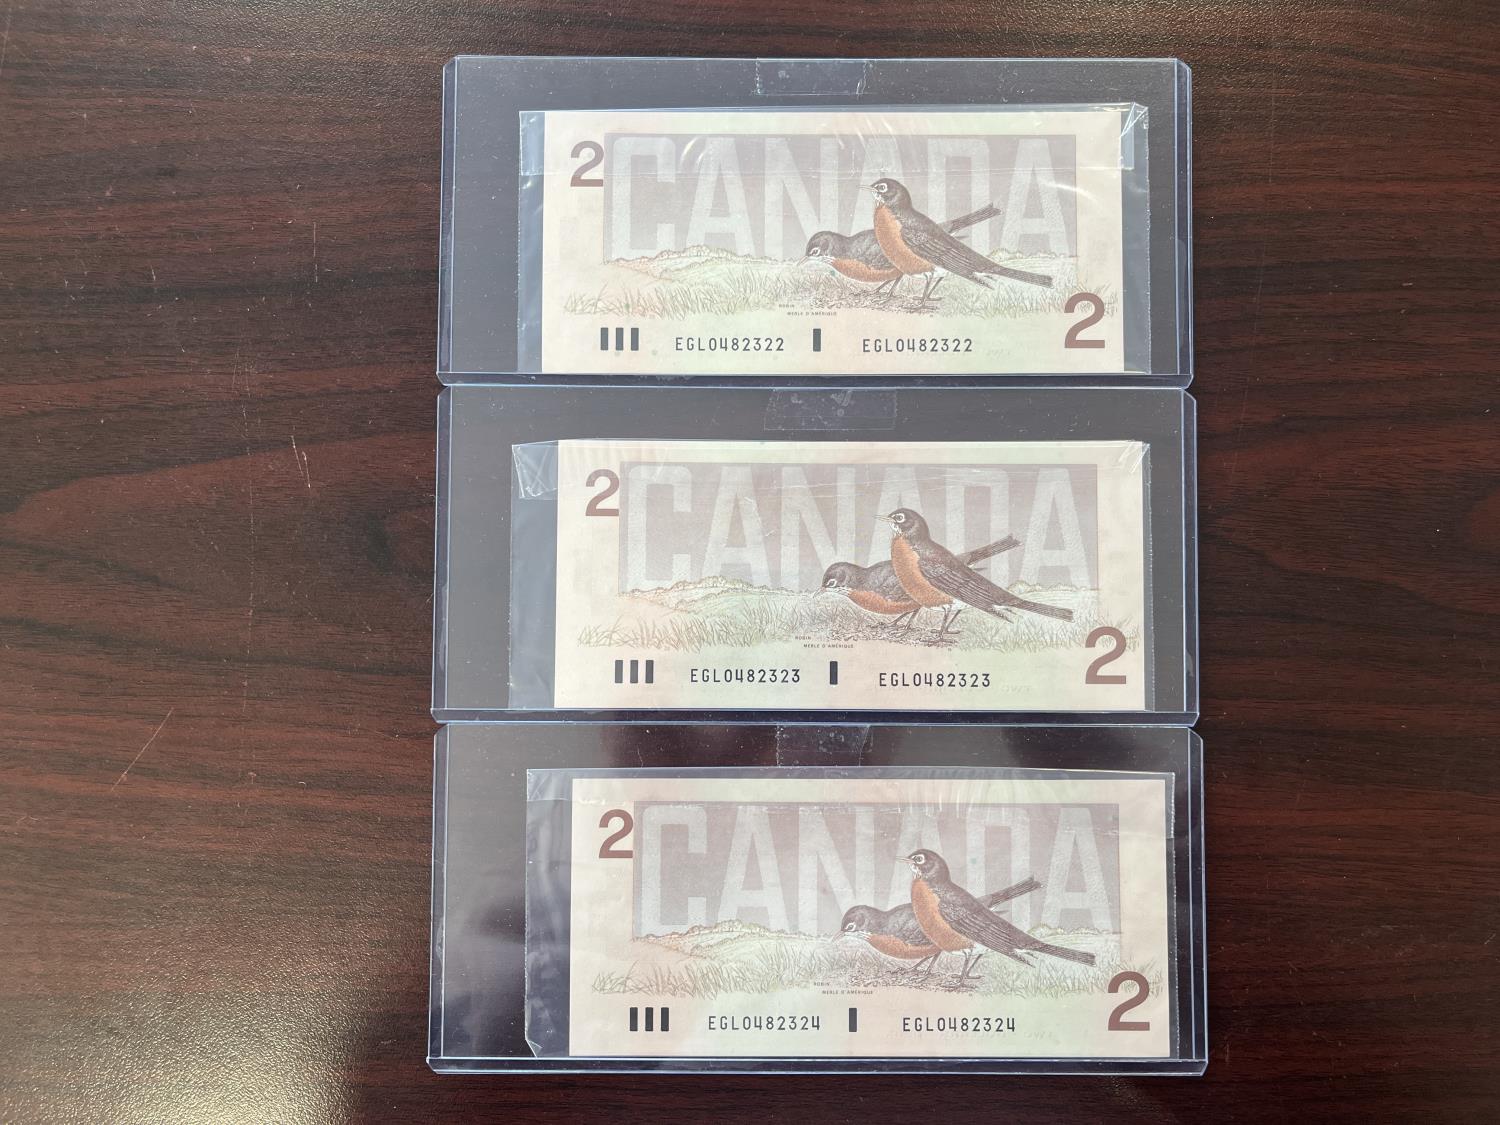 2 CANADA
ROBIN
MERLE D'AMÉRIQUE
2
EGL0482322 EGL0482322
2 CANADA
ROBIN
MERLE D'AMÉRIQUE
2
EGL0482323 EGL0482323
2 CANADA
ROBIN
MERLE D'AMÉRIQUE
2
EGL0482324 EGL0482324